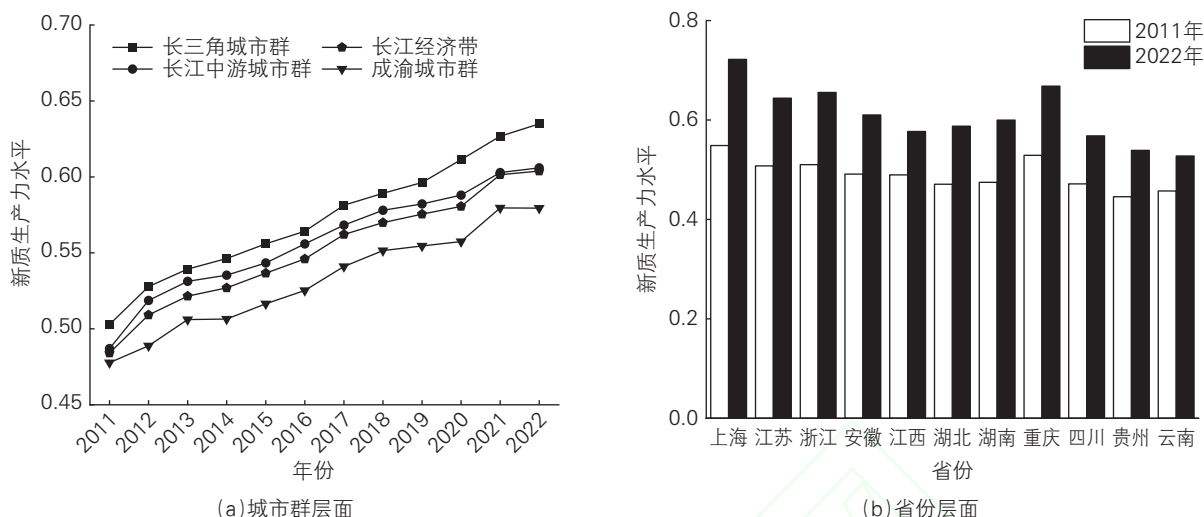 0.70
0.65
0.60
0.55
0.50
0.45
新质生产力水平
长三角城市群
长江经济带
长江中游城市群
成渝城市群
2011
2012
2013
2014
2015
2016
2017
2018
2019
2020
2021
2022
年份
(a)城市群层面
0.8
0.6
0.4
0.2
0.0
新质生产力水平
2011年
2022年
上海 江苏 浙江 安徽 江西 湖北 湖南 重庆 四川 贵州 云南
省份
(b)省份层面